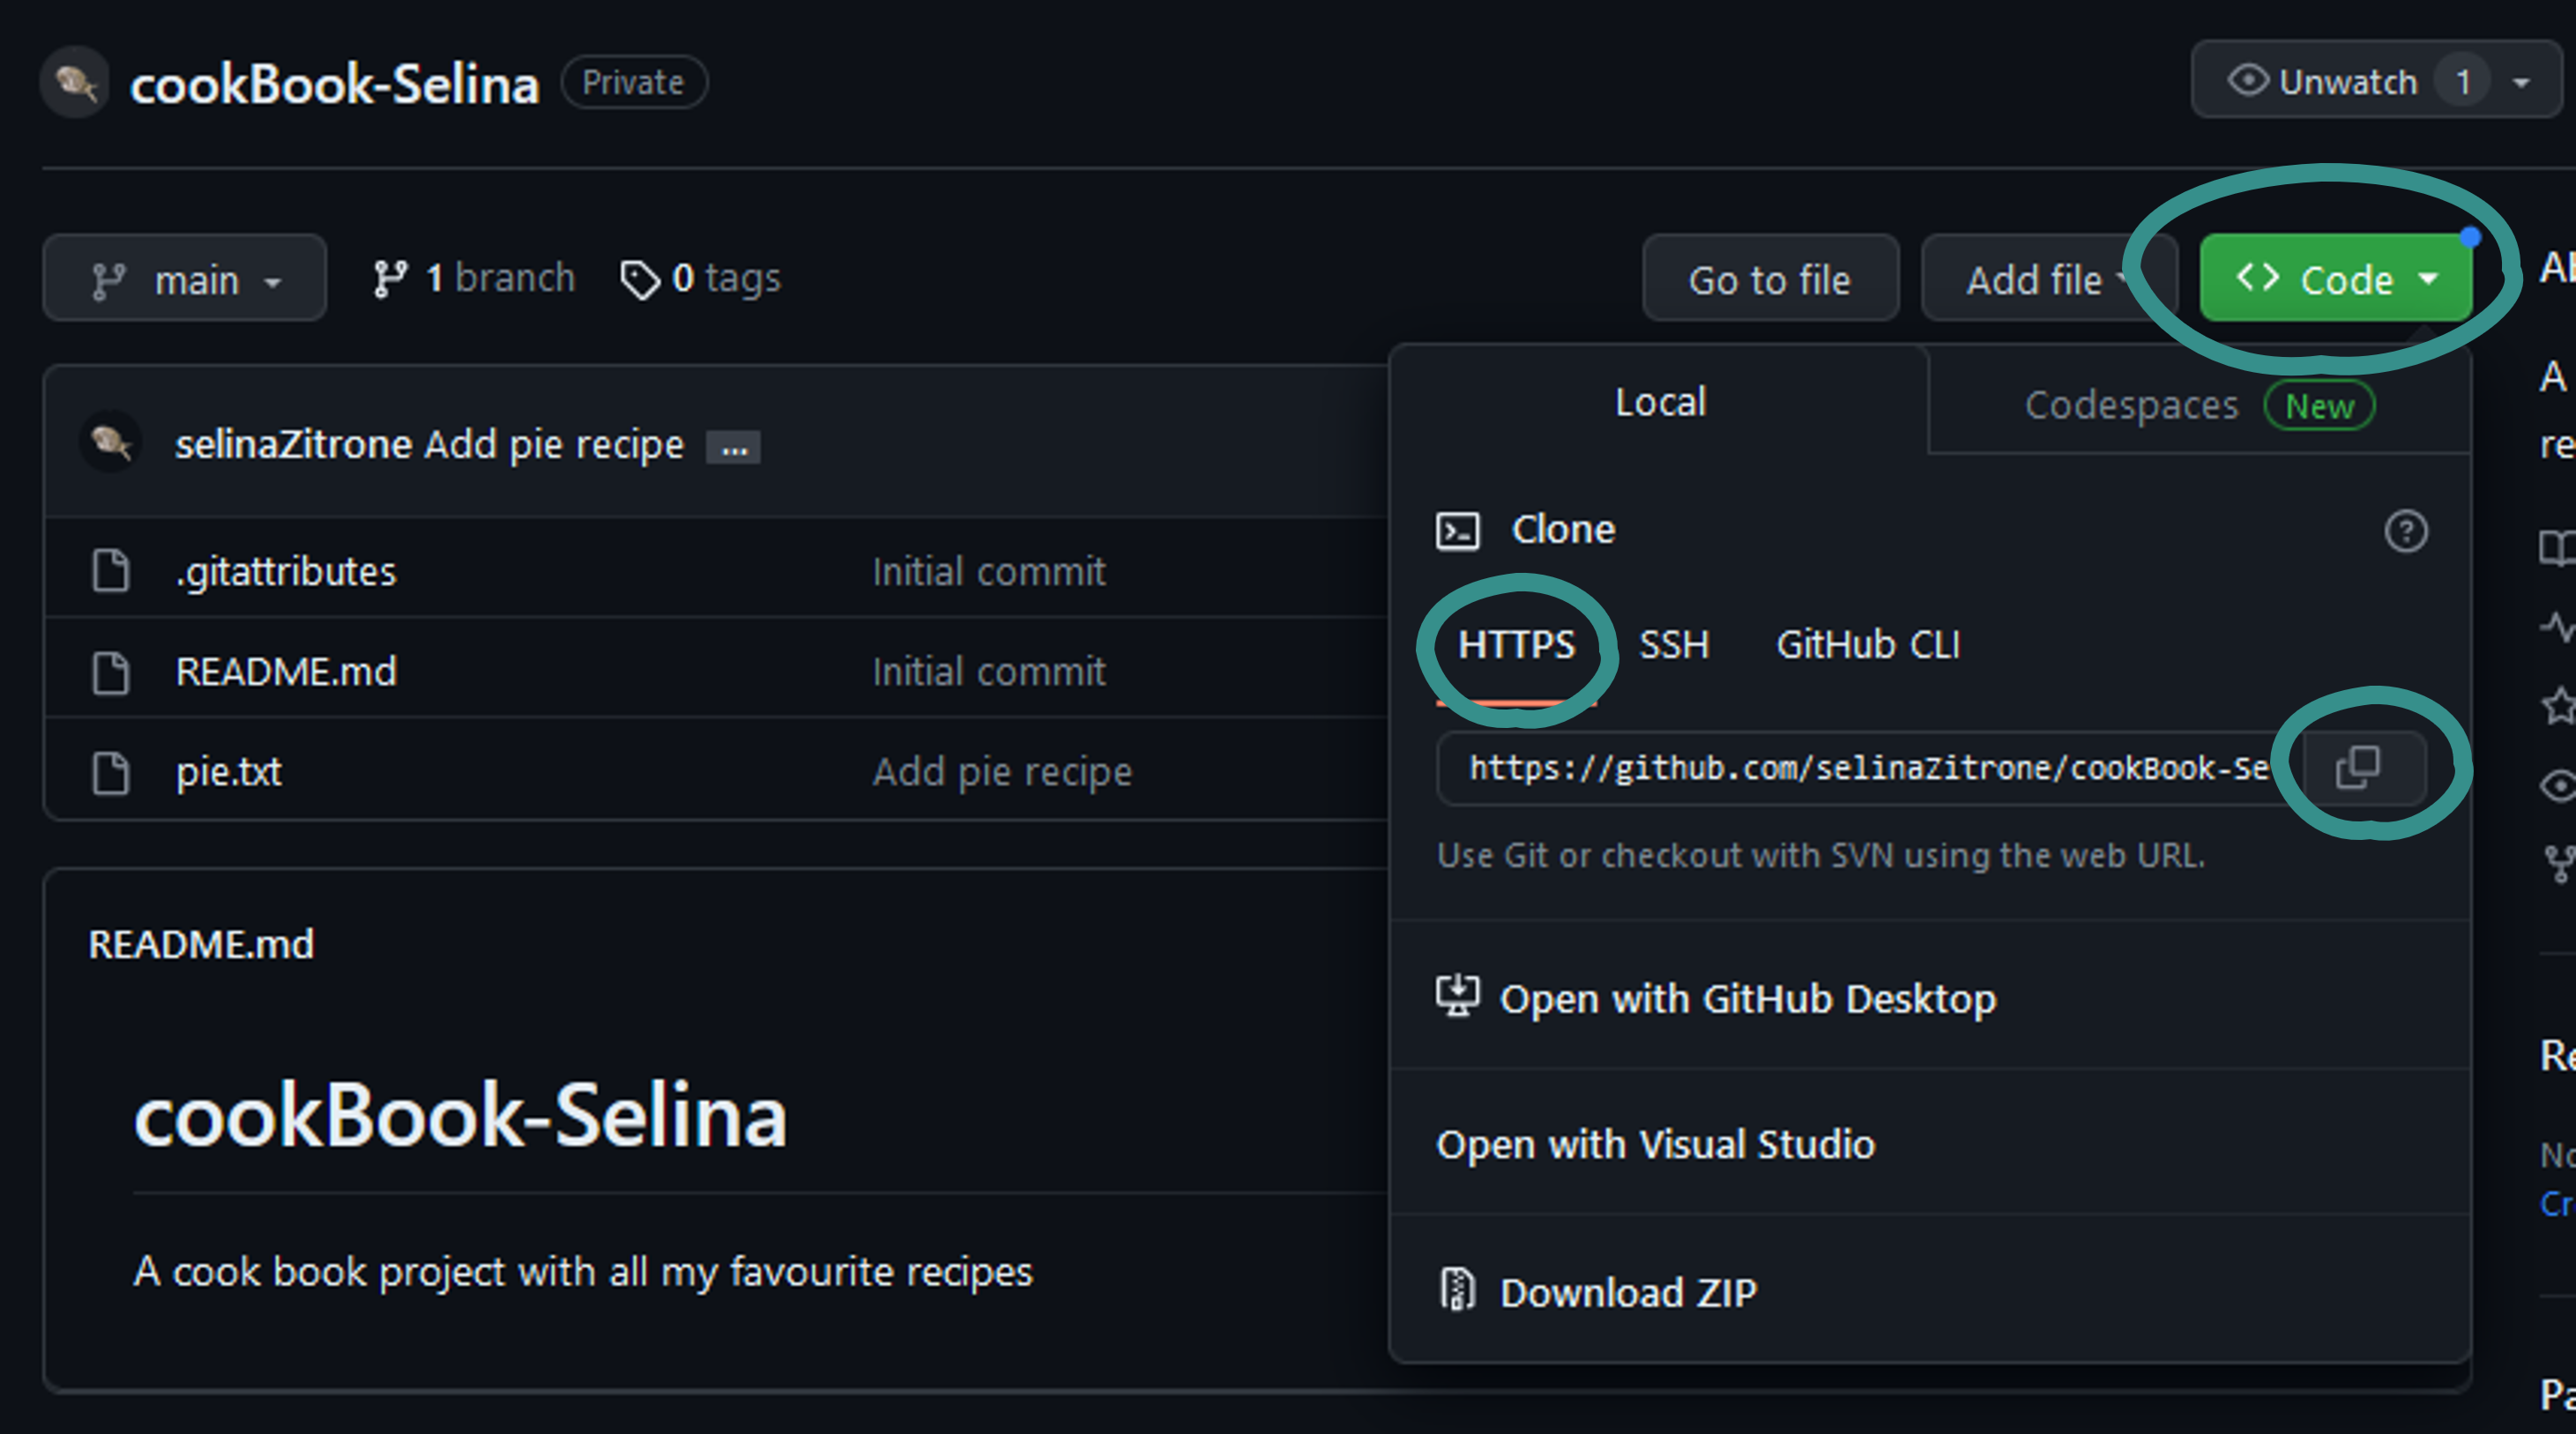 cookBook-Selina Private
Unwatch 1
main 1 branch 0 tags
Go to file Add file Code
selinaZitrone Add pie recipe ...
.gitattributes Initial commit
README.md Initial commit
pie.txt Add pie recipe
README.md
cookBook-Selina
A cook book project with all my favourite recipes
Local Codespaces New
Clone
HTTPS SSH GitHub CLI
https://github.com/selinaZitrone/cookBook-Se
Use Git or checkout with SVN using the web URL.
Open with GitHub Desktop
Open with Visual Studio
Download ZIP
A
re
Re
No
Cr
Pa